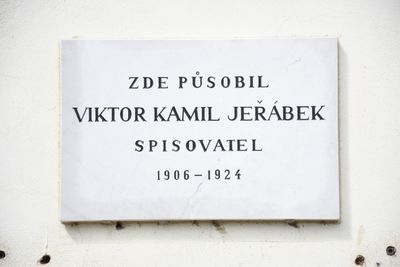 ZDE PŮSOBIL
VIKTOR KAMIL JEŘÁBEK
SPISOVATEL
1906 – 1924